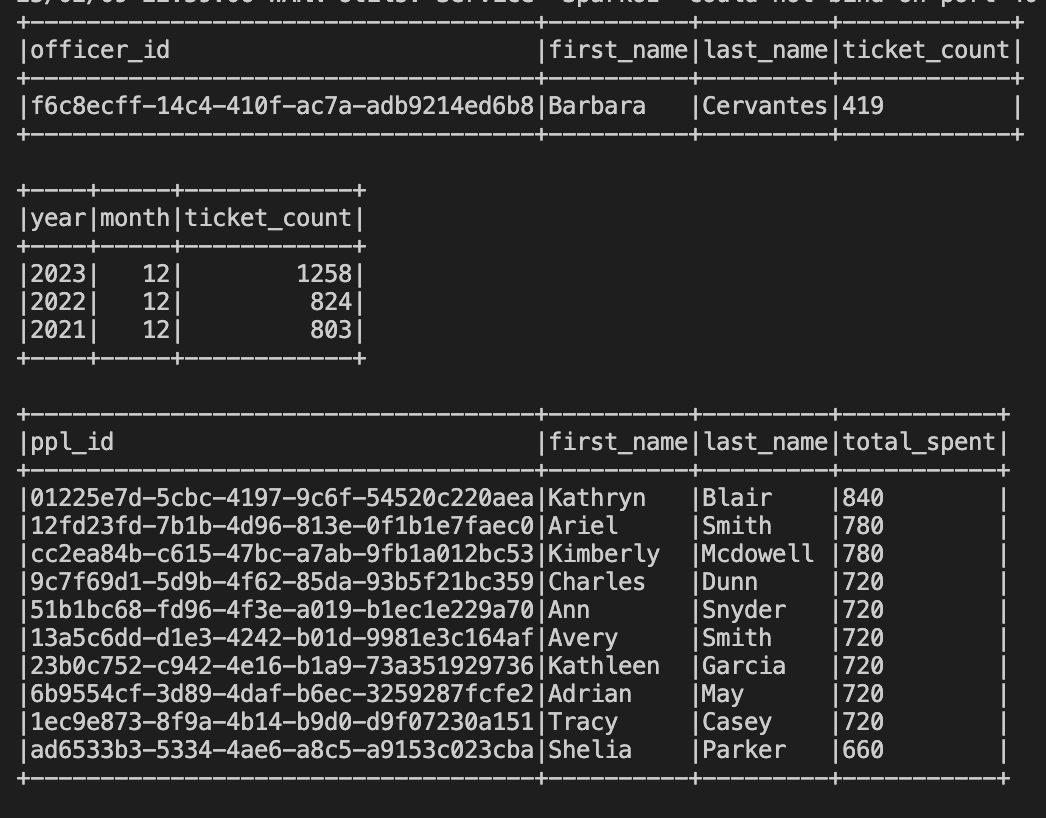 +------------------------------------+----------+---------+------------+
|officer_id                          |first_name|last_name|ticket_count|
+------------------------------------+----------+---------+------------+
|f6c8ecff-14c4-410f-ac7a-adb9214ed6b8|Barbara   |Cervantes|419         |
+------------------------------------+----------+---------+------------+
+----+-----+------------+
|year|month|ticket_count|
+----+-----+------------+
|2023|   12|        1258|
|2022|   12|         824|
|2021|   12|         803|
+----+-----+------------+
+------------------------------------+----------+---------+-----------+
|ppl_id                              |first_name|last_name|total_spent|
+------------------------------------+----------+---------+-----------+
|01225e7d-5cbc-4197-9c6f-54520c220aea|Kathryn   |Blair    |840        |
|12fd23fd-7b1b-4d96-813e-0f1b1e7faec0|Ariel     |Smith    |780        |
|cc2ea84b-c615-47bc-a7ab-9fb1a012bc53|Kimberly  |Mcdowell |780        |
|9c7f69d1-5d9b-4f62-85da-93b5f21bc359|Charles   |Dunn     |720        |
|51b1bc68-fd96-4f3e-a019-b1ec1e229a70|Ann       |Snyder   |720        |
|13a5c6dd-d1e3-4242-b01d-9981e3c164af|Avery     |Smith    |720        |
|23b0c752-c942-4e16-b1a9-73a351929736|Kathleen  |Garcia   |720        |
|6b9554cf-3d89-4daf-b6ec-3259287fcfe2|Adrian    |May      |720        |
|1ec9e873-8f9a-4b14-b9d0-d9f07230a151|Tracy     |Casey    |720        |
|ad6533b3-5334-4ae6-a8c5-a9153c023cba|Shelia    |Parker   |660        |
+------------------------------------+----------+---------+-----------+